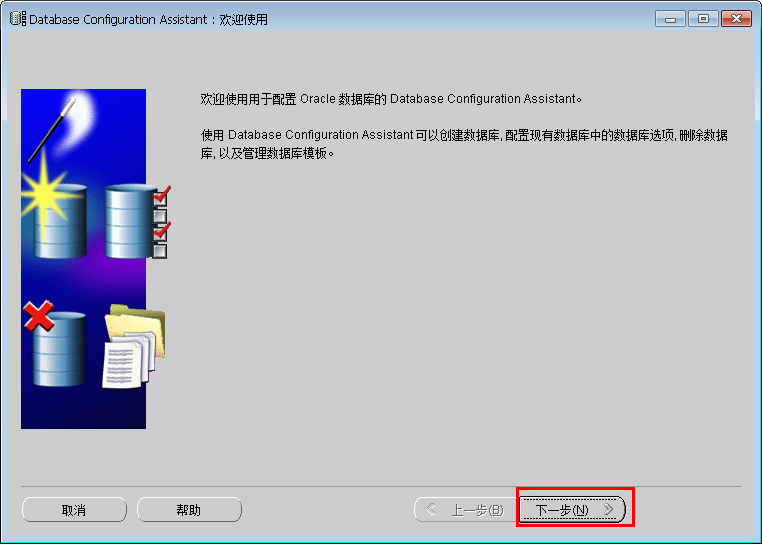 Database Configuration Assistant : 欢迎使用
欢迎使用用于配置 Oracle 数据库的 Database Configuration Assistant。
使用 Database Configuration Assistant 可以创建数据库, 配置现有数据库中的数据库选项, 删除数据
库, 以及管理数据库模板。
取消
帮助
上一步(B)
下一步(N)